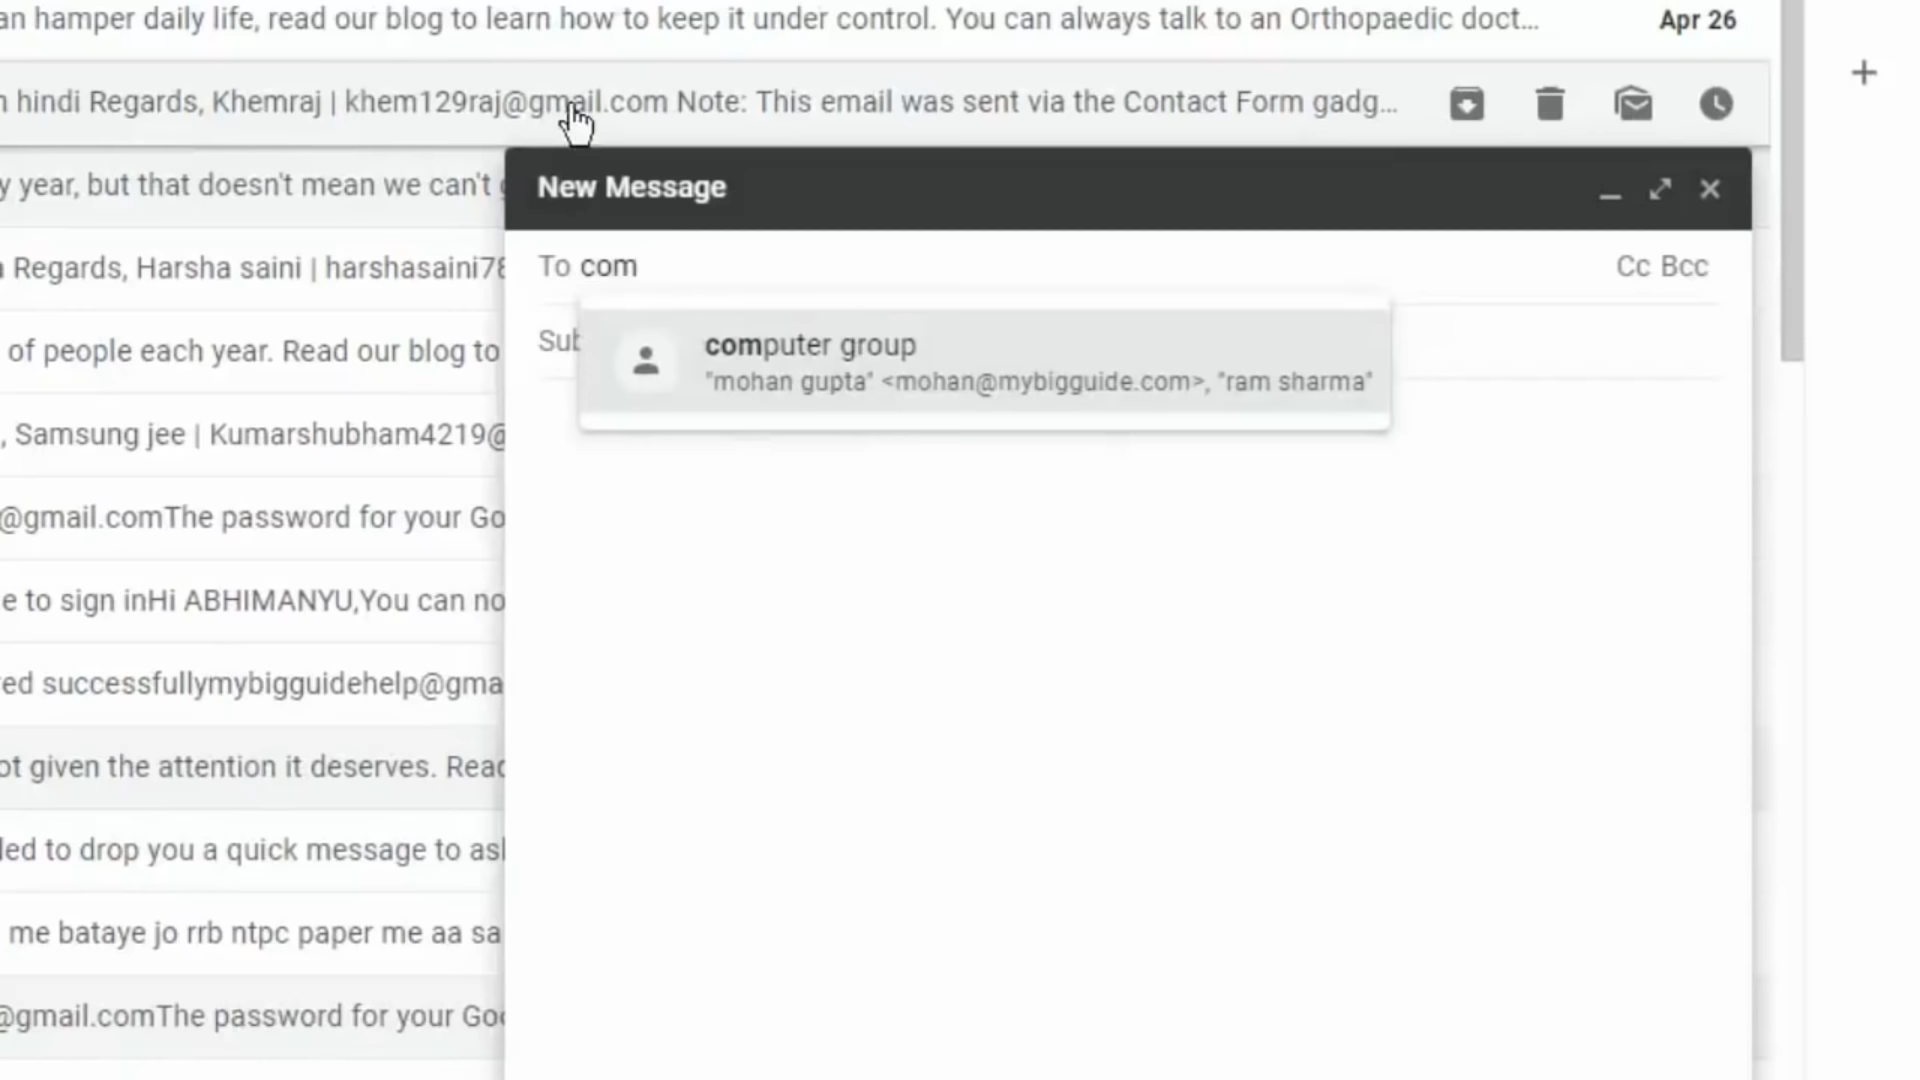 an hamper daily life, read our blog to learn how to keep it under control. You can always talk to an Orthopaedic doct... Apr 26
hindi Regards, Khemraj | khem129raj@gmail.com Note: This email was sent via the Contact Form gadg...
y year, but that doesn't mean we can't
New Message
Regards, Harsha saini | harshasaini78
To com
Cc Bcc
computer group
"mohan gupta" <mohan@mybigguide.com>, "ram sharma"
Sub
of people each year. Read our blog to
, Samsung jee | Kumarshubham4219@
@gmail.comThe password for your Go
e to sign inHi ABHIMANYU,You can no
ed successfullymybigguidehelp@gma
ot given the attention it deserves. Read
led to drop you a quick message to as
me bataye jo rrb ntpc paper me aa sa
@gmail.comThe password for your Goo